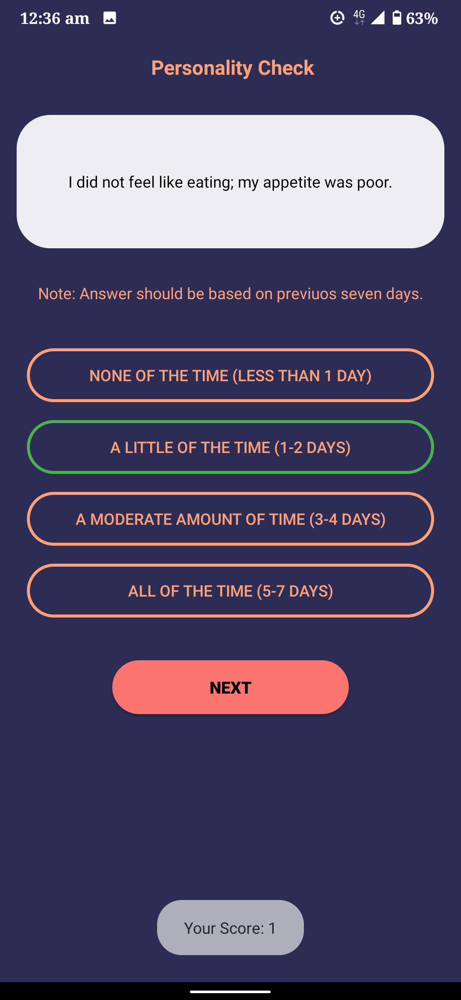 12:36 am
4G
63%
Personality Check
I did not feel like eating; my appetite was poor.
Note: Answer should be based on previuos seven days.
NONE OF THE TIME (LESS THAN 1 DAY)
A LITTLE OF THE TIME (1-2 DAYS)
A MODERATE AMOUNT OF TIME (3-4 DAYS)
ALL OF THE TIME (5-7 DAYS)
NEXT
Your Score: 1